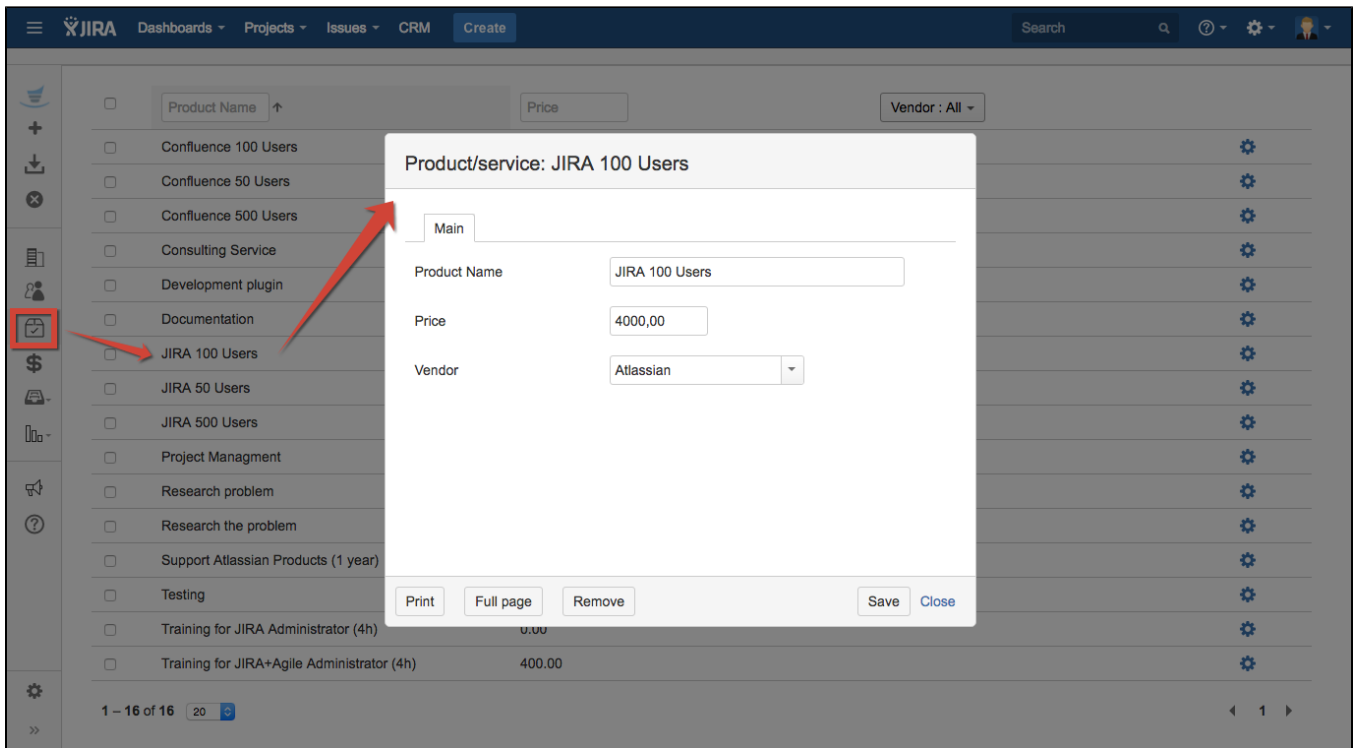 JIRA Dashboards Projects Issues CRM Create Search
Product Name Price Vendor : All
Confluence 100 Users
Confluence 50 Users
Confluence 500 Users
Consulting Service
Development plugin
Documentation
JIRA 100 Users
JIRA 50 Users
JIRA 500 Users
Project Managment
Research problem
Research the problem
Support Atlassian Products (1 year)
Testing
Training for JIRA Administrator (4h) 0.00
Training for JIRA+Agile Administrator (4h) 400.00
1 – 16 of 16 20 1
Product/service: JIRA 100 Users
Main
Product Name JIRA 100 Users
Price 4000,00
Vendor Atlassian
Print Full page Remove Save Close